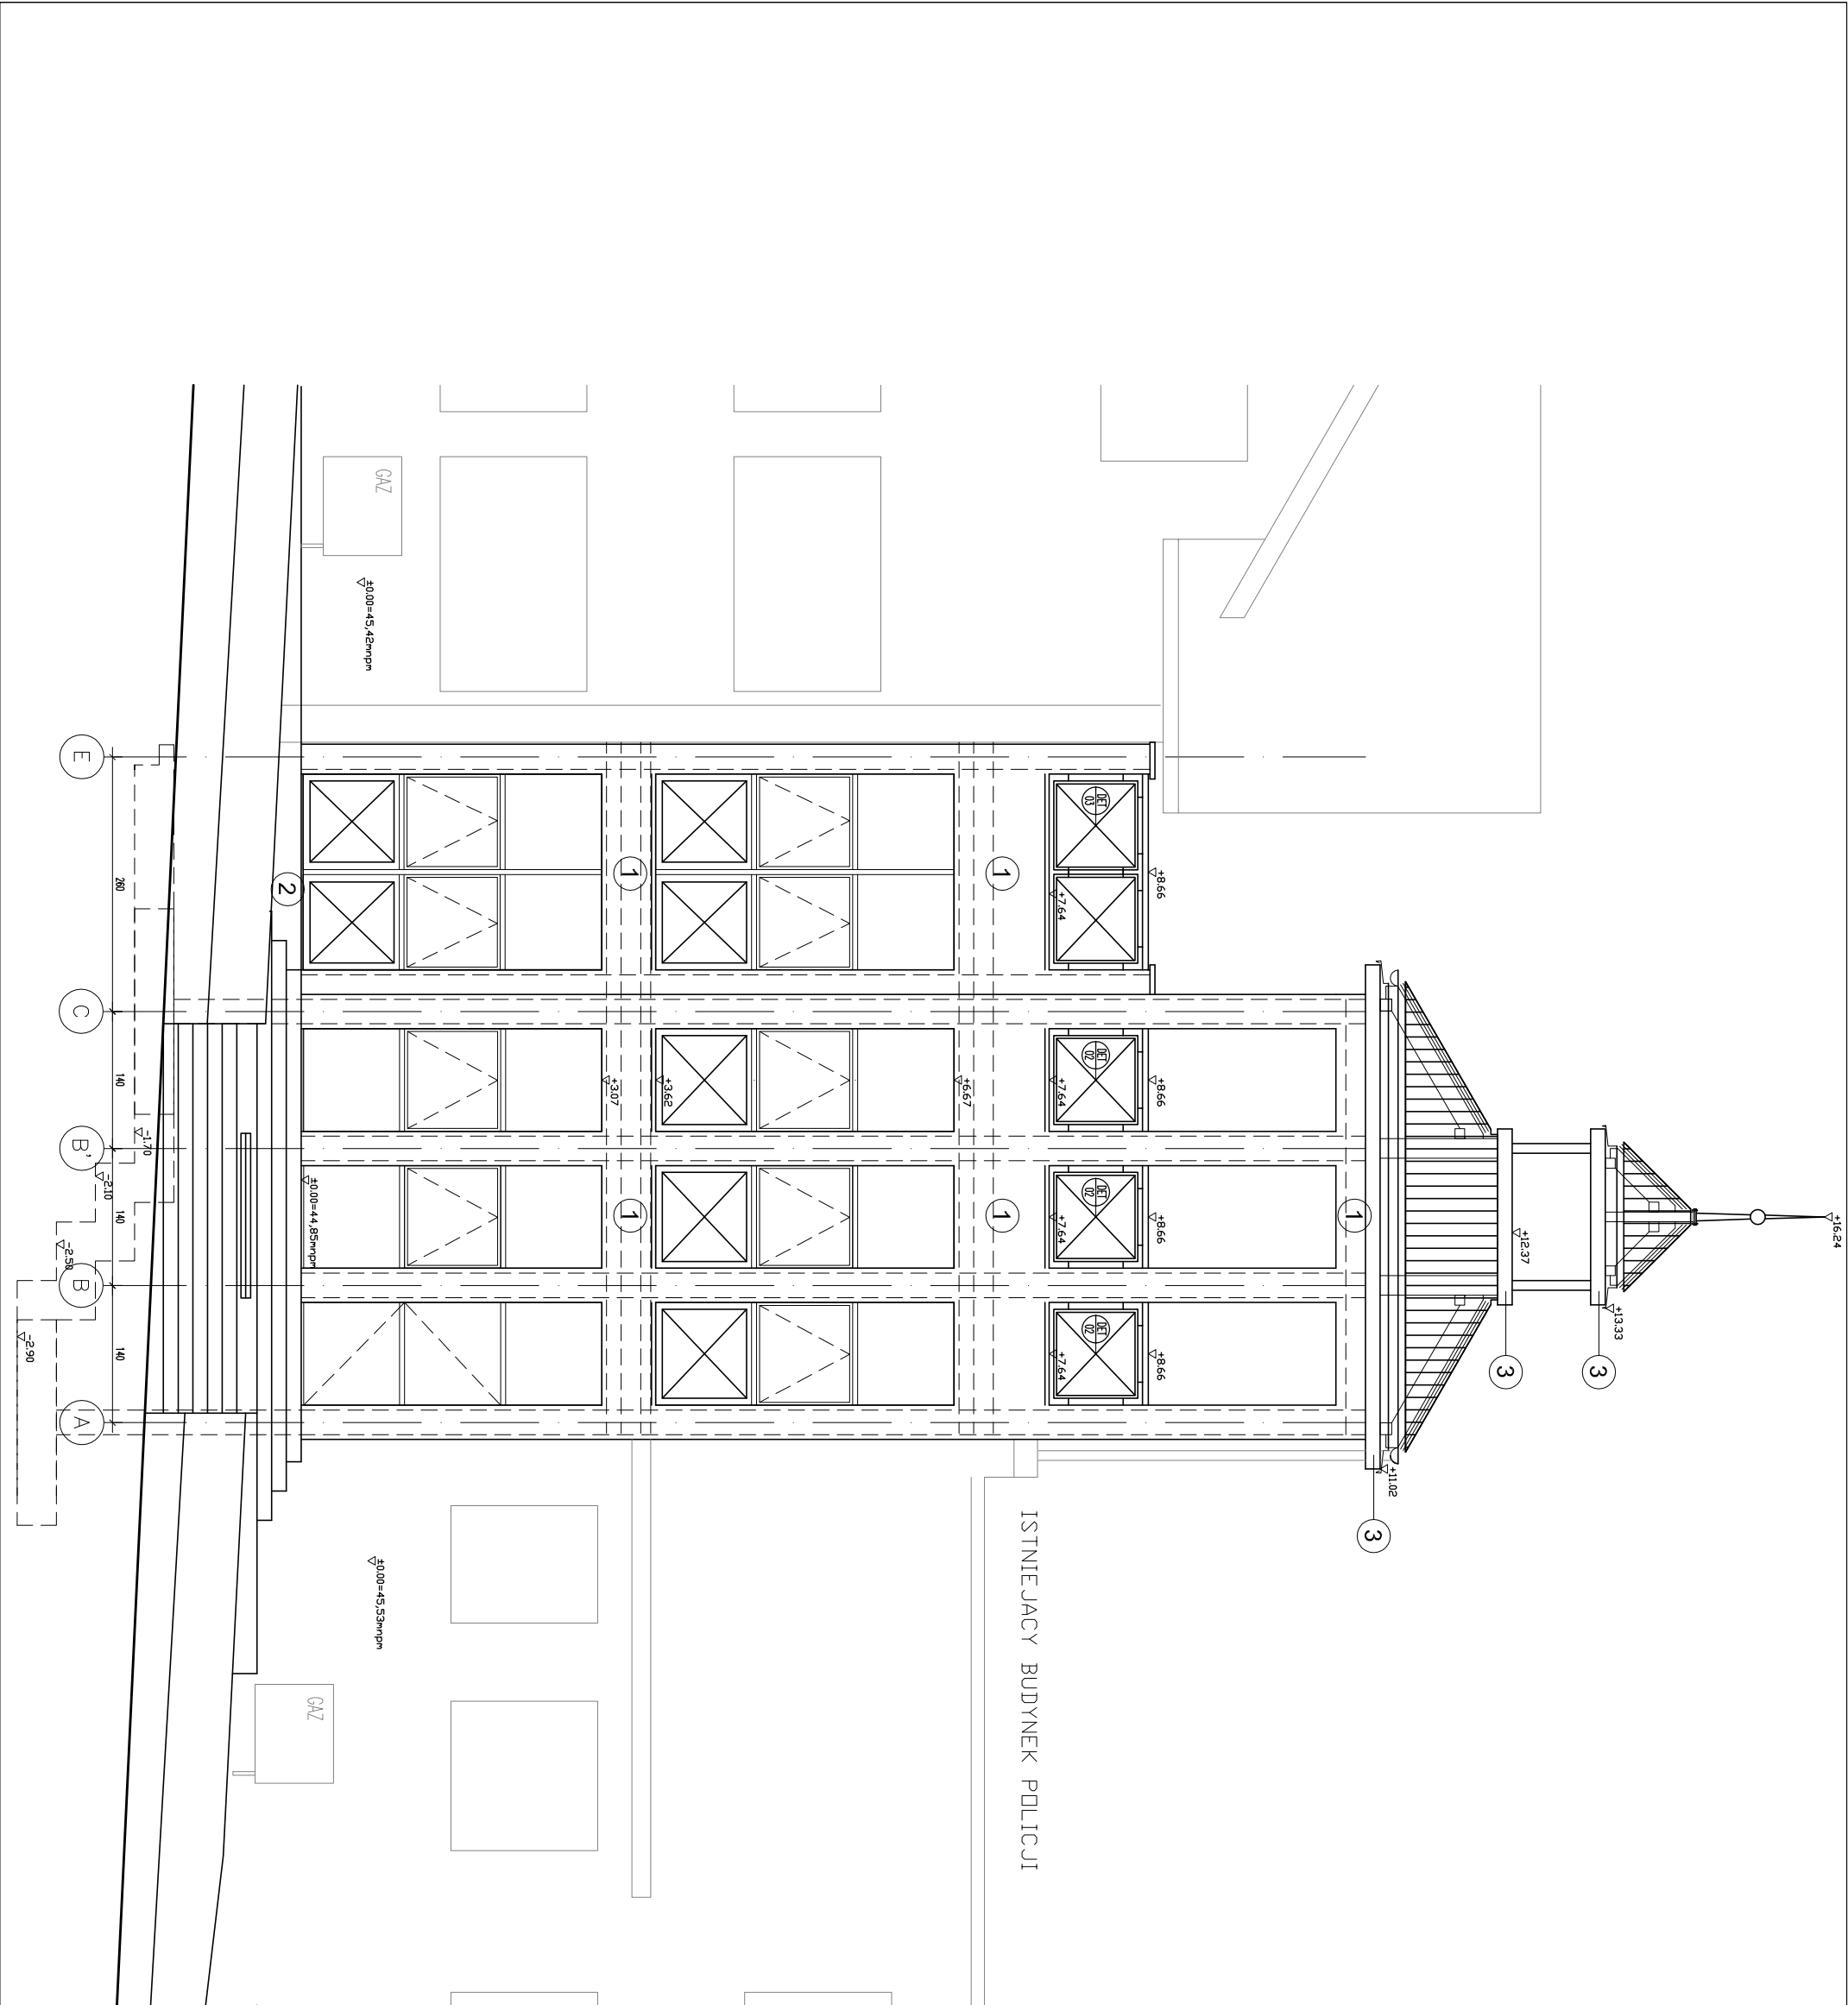 +16.24
+13.33
3
+12.37
3
+11.02
3
1
+8.66
+8.66
+8.66
+8.66
DET
03
DET
02
DET
02
DET
02
+7.64
+7.64
+7.64
+7.64
ISTNIEJACY BUDYNEK POLICJI
1
1
+6.67
+3.62
1
1
+3.07
GAZ
±0.00=45,42mnpm
±0.00=45,53mnpm
±0.00=44,85mnpm
GAZ
2
-1.70
260
140
140
140
-2.10
E
C
B'
B
A
-2.50
-2.90